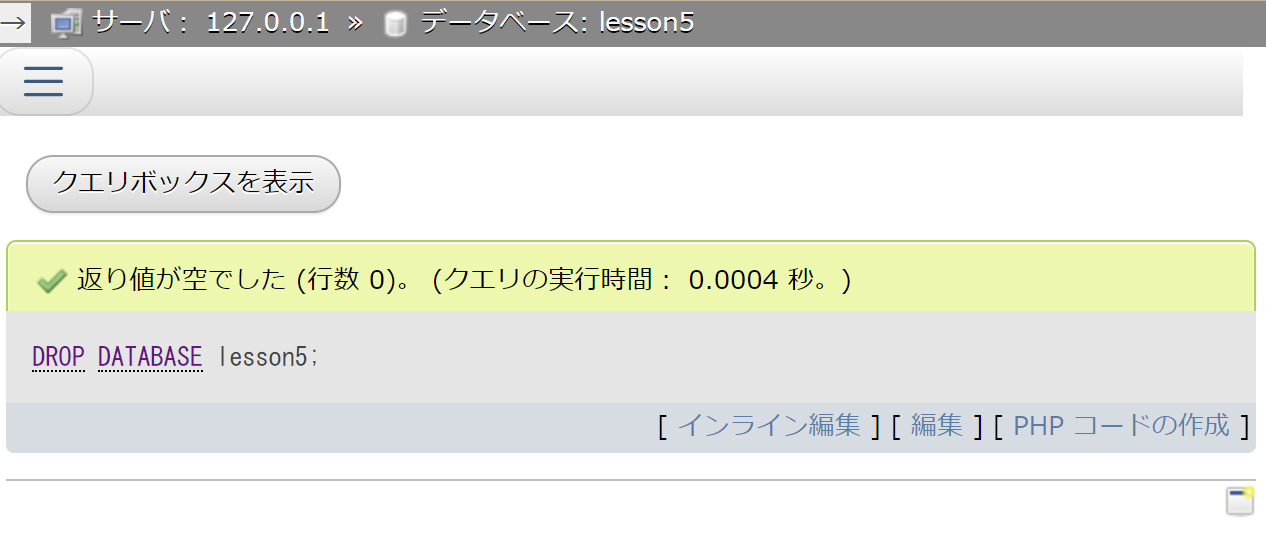 → サーバ： 127.0.0.1 » データベース: lesson5
クエリボックスを表示
返り値が空でした (行数 0)。 (クエリの実行時間： 0.0004 秒。)
DROP DATABASE lesson5;
[ インライン編集 ] [ 編集 ] [ PHP コードの作成 ]